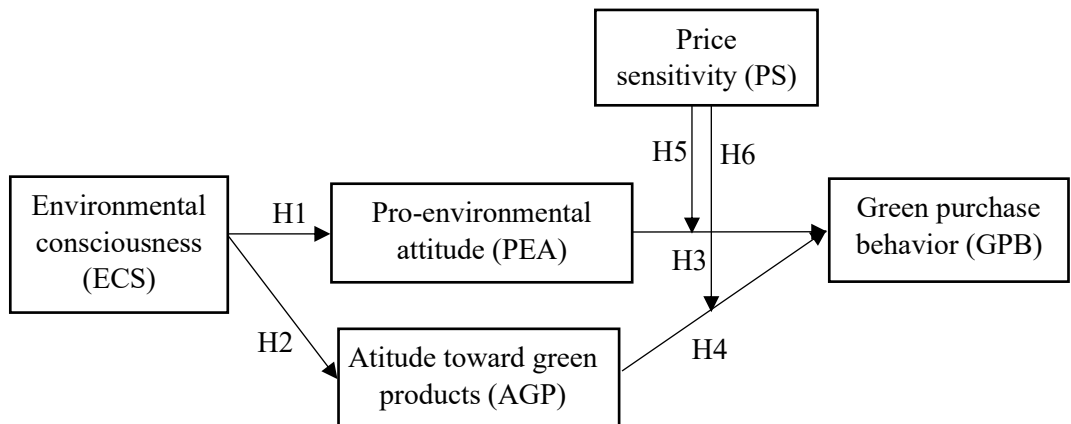 Price
sensitivity (PS)
H5
H6
Environmental
consciousness
(ECS)
H1
Pro-environmental
attitude (PEA)
Green purchase
behavior (GPB)
H3
H2
H4
Atitude toward green
products (AGP)